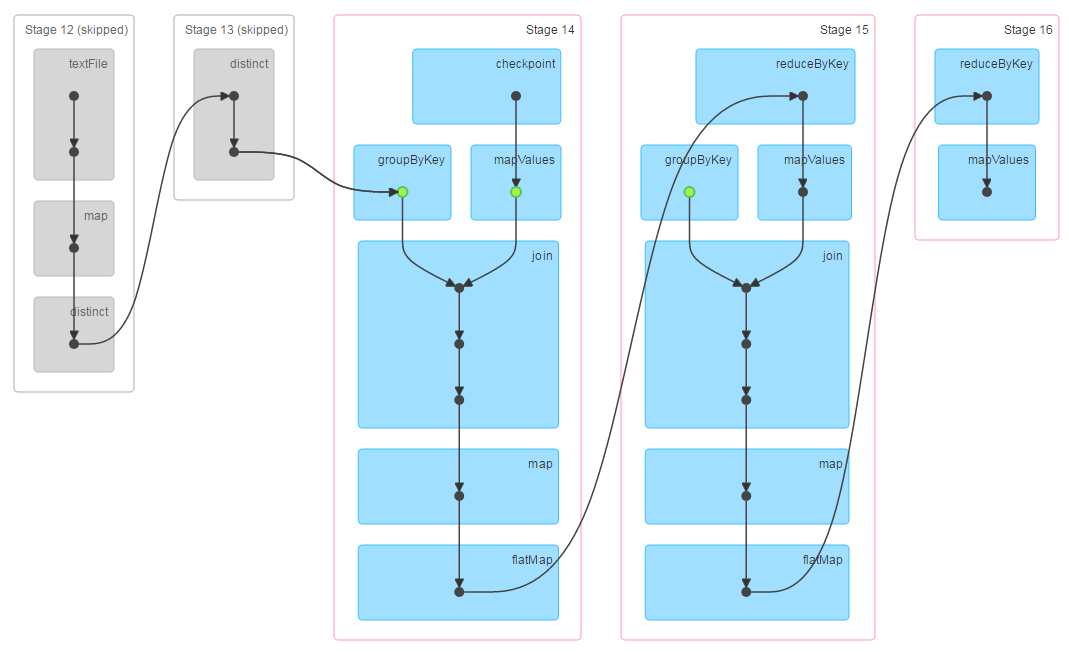 Stage 12 (skipped)
textFile
map
distinct
Stage 13 (skipped)
distinct
Stage 14
checkpoint
groupByKey
mapValues
join
map
flatMap
Stage 15
reduceByKey
groupByKey
mapValues
join
map
flatMap
Stage 16
reduceByKey
mapValues